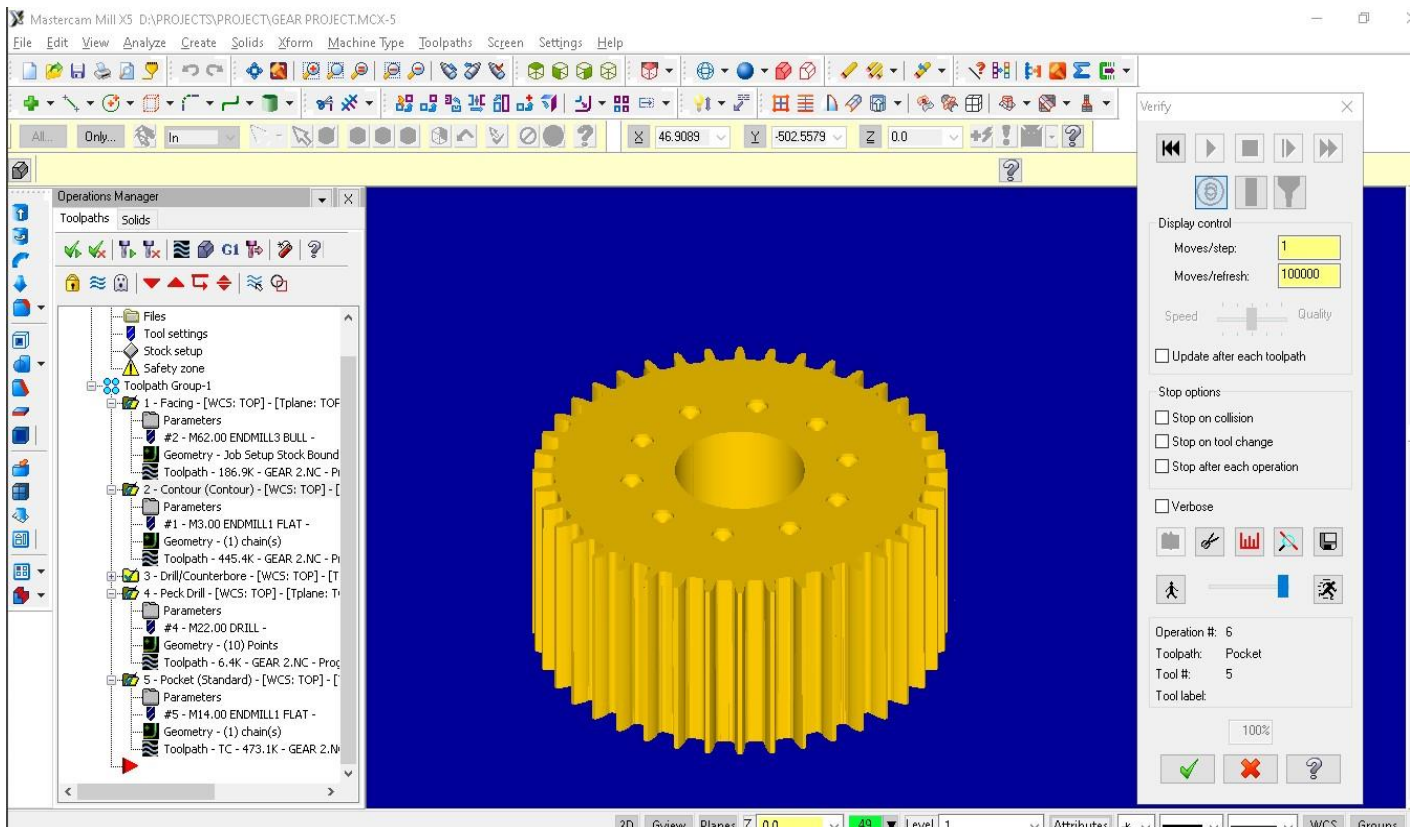 Mastercam Mill X5 D:\PROJECTS\PROJECT\GEAR PROJECT.MCX-5
File Edit View Analyze Create Solids Xform Machine Type Toolpaths Screen Settings Help
All... Only... In X 46.9089 Y -502.5579 Z 0.0
Operations Manager
Toolpaths Solids
G1
Files
Tool settings
Stock setup
Safety zone
Toolpath Group-1
1 - Facing - [WCS: TOP] - [Tplane: TOP
Parameters
#2 - M62.00 ENDMILL3 BULL -
Geometry - Job Setup Stock Bound
Toolpath - 186.9K - GEAR 2.NC - Pr
2 - Contour (Contour) - [WCS: TOP] - [
Parameters
#1 - M3.00 ENDMILL1 FLAT -
Geometry - (1) chain(s)
Toolpath - 445.4K - GEAR 2.NC - Pr
3 - Drill/Counterbore - [WCS: TOP] - [T
4 - Peck Drill - [WCS: TOP] - [Tplane: T
Parameters
#4 - M22.00 DRILL -
Geometry - (10) Points
Toolpath - 6.4K - GEAR 2.NC - Prog
5 - Pocket (Standard) - [WCS: TOP] - [
Parameters
#5 - M14.00 ENDMILL1 FLAT -
Geometry - (1) chain(s)
Toolpath - TC - 473.1K - GEAR 2.N
Verify
Display control
Moves/step: 1
Moves/refresh: 100000
Speed Quality
Update after each toolpath
Stop options
Stop on collision
Stop on tool change
Stop after each operation
Verbose
Operation #: 6
Toolpath: Pocket
Tool #: 5
Tool label:
100%
3D Gview Planes Z 0.0 49 Level 1 Attributes WCS Groups